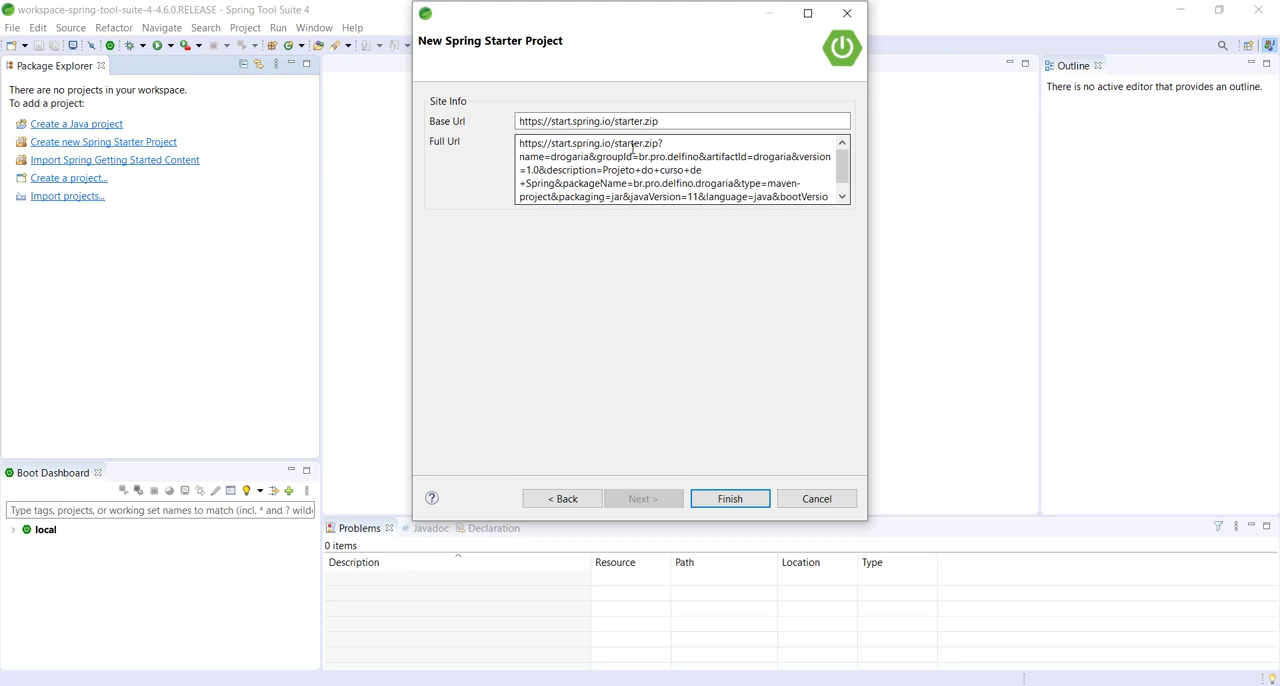 workspace-spring-tool-suite-4-4.6.0.RELEASE - Spring Tool Suite 4
File Edit Source Refactor Navigate Search Project Run Window Help
Package Explorer
There are no projects in your workspace.
To add a project:
Create a Java project
Create new Spring Starter Project
Import Spring Getting Started Content
Create a project...
Import projects...
New Spring Starter Project
Site Info
Base Url
https://start.spring.io/starter.zip
Full Url
https://start.spring.io/starter.zip?
name=drogaria&groupId=br.pro.delfino&artifactId=drogaria&version
=1.0&description=Projeto+do+curso+de
+Spring&packageName=br.pro.delfino.drogaria&type=maven-
project&packaging=jar&javaVersion=11&language=java&bootVersio
< Back Next > Finish Cancel
Outline
There is no active editor that provides an outline.
Boot Dashboard
Type tags, projects, or working set names to match (incl. * and ? wild
local
Problems Javadoc Declaration
0 items
Description Resource Path Location Type